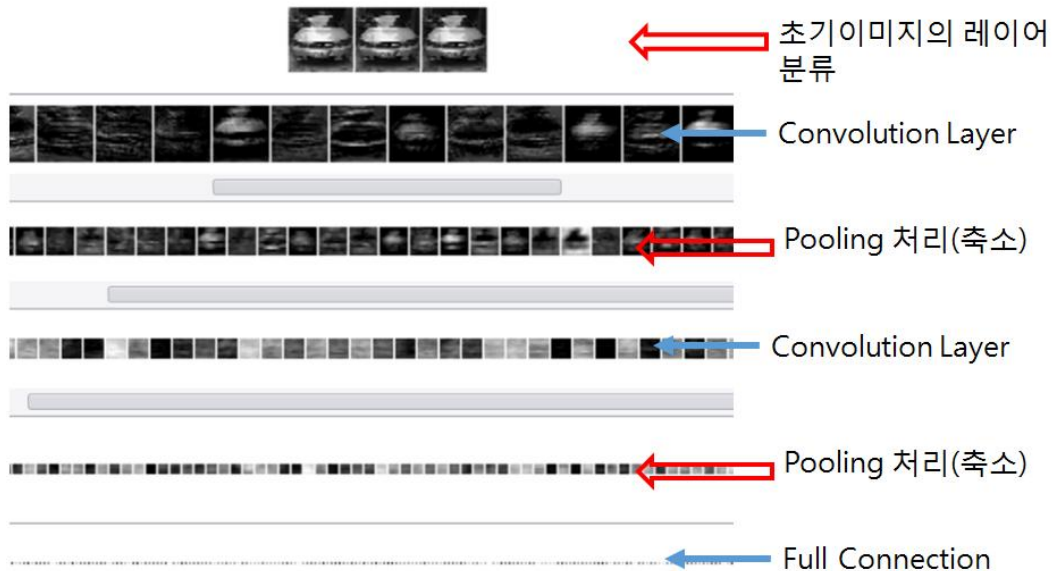 초기이미지의 레이어
분류
Convolution Layer
Pooling 처리(축소)
Convolution Layer
Pooling 처리(축소)
Full Connection